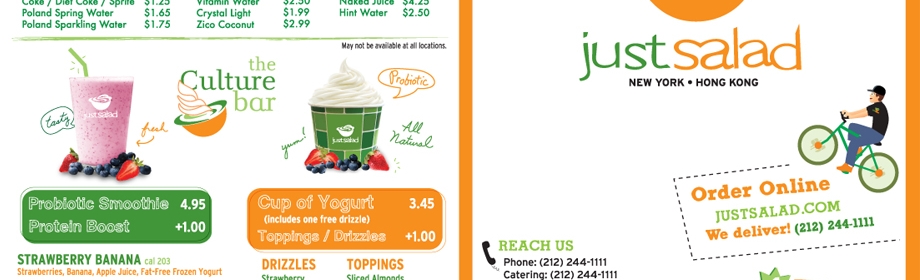 Coke / Diet Coke / Sprite $1.25
Poland Spring Water $1.65
Poland Sparkling Water $1.75
Vitamin Water $2.50
Crystal Light $1.99
Zico Coconut $2.99
Naked Juice $4.25
Hint Water $2.50
May not be available at all locations.
the
Culture
bar
tasty
fresh
just salad
yum!
Probiotic
All
Natural
justsalad
Probiotic Smoothie 4.95
Protein Boost +1.00
Cup of Yogurt 3.45
(includes one free drizzle)
Toppings / Drizzles +1.00
STRAWBERRY BANANA cal 203
Strawberries, Banana, Apple Juice, Fat-Free Frozen Yogurt
DRIZZLES
Strawberry
TOPPINGS
Sliced Almonds
justsalad
NEW YORK • HONG KONG
Order Online
JUSTSALAD.COM
We deliver! (212) 244-1111
REACH US
Phone: (212) 244-1111
Catering: (212) 244-1111